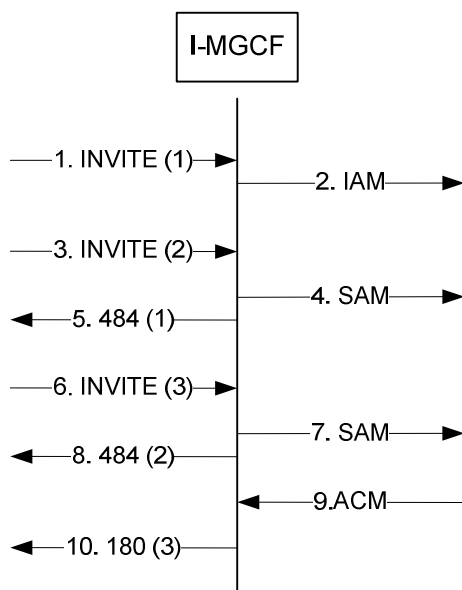 I-MGCF
1. INVITE (1)
2. IAM
3. INVITE (2)
4. SAM
5. 484 (1)
6. INVITE (3)
7. SAM
8. 484 (2)
9.ACM
10. 180 (3)